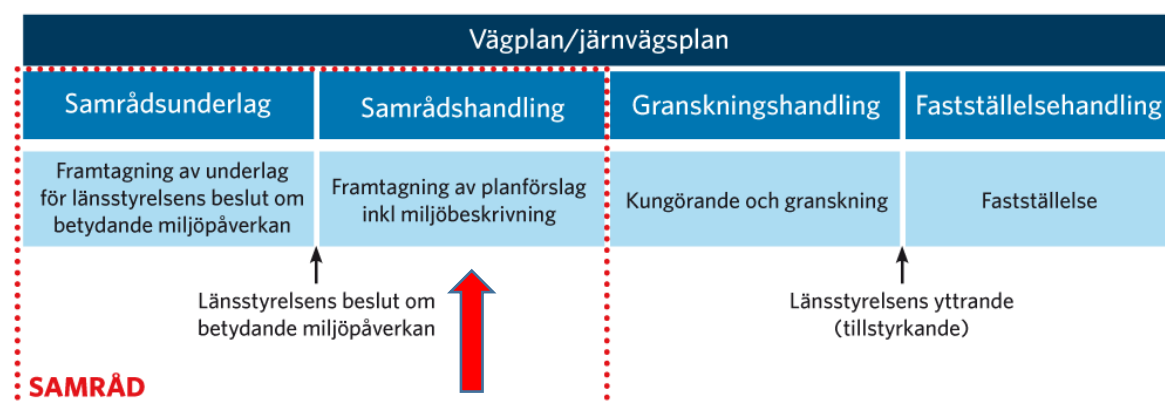 Vägplan/järnvägsplan
Samrådsunderlag
Samrådshandling
Granskningshandling
Fastställelsehandling
Framtagning av underlag
för länsstyrelsens beslut om
betydande miljöpåverkan
Framtagning av planförslag
inkl miljöbeskrivning
Kungörande och granskning
Fastställelse
Länsstyrelsens beslut om
betydande miljöpåverkan
Länsstyrelsens yttrande
(tillstyrkande)
SAMRÅD